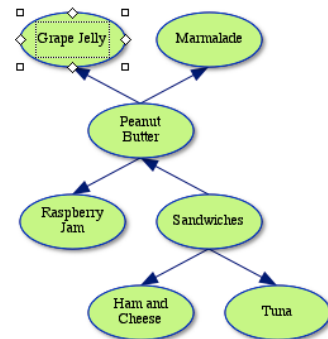 Grape Jelly
Marmalade
Peanut
Butter
Raspberry
Jam
Sandwiches
Ham and
Cheese
Tuna